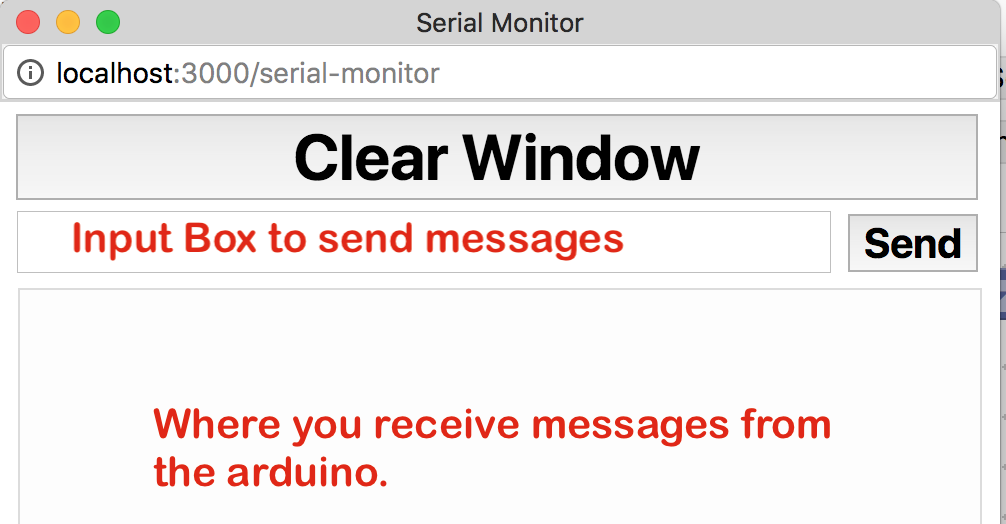 Serial Monitor
localhost:3000/serial-monitor
Clear Window
Input Box to send messages
Send
Where you receive messages from
the arduino.